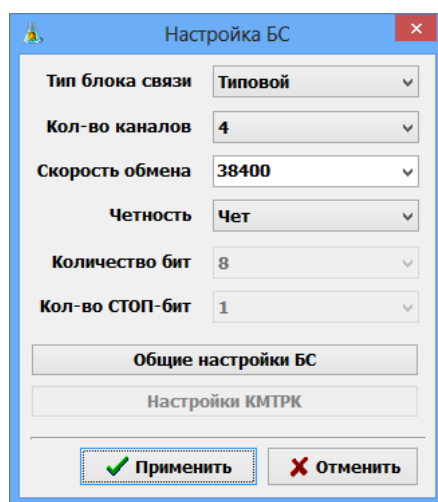 Настройка БС
Тип блока связи Типовой
Кол-во каналов 4
Скорость обмена 38400
Четность Чет
Количество бит 8
Кол-во СТОП-бит 1
Общие настройки БС
Настройки КМТРК
Применить Отменить